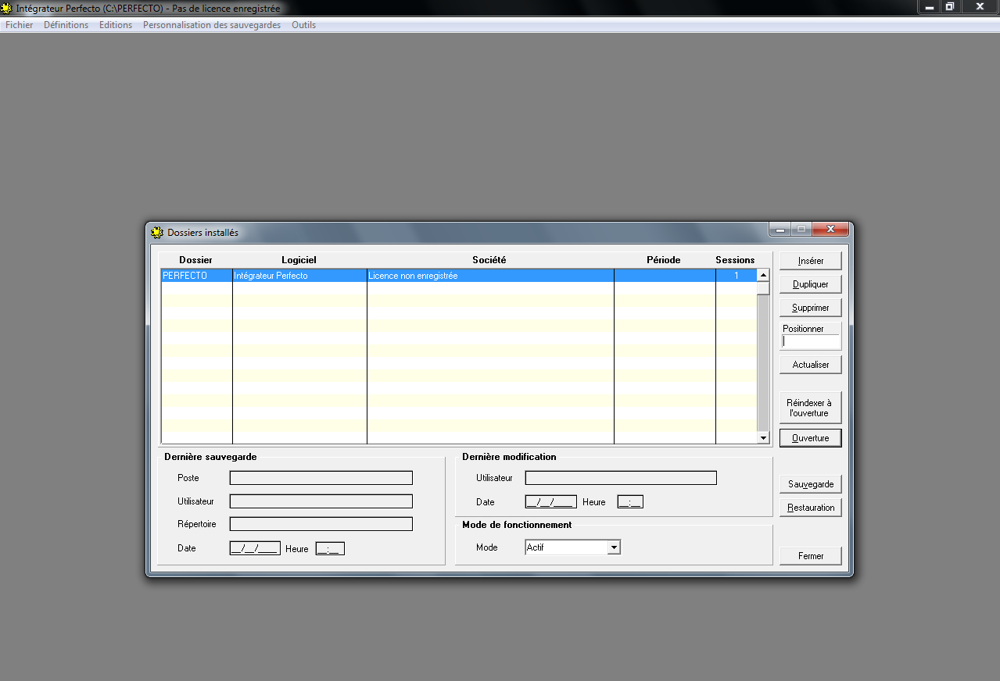 Intégrateur Perfecto (C:\PERFECTO) - Pas de licence enregistrée
Fichier Définitions Editions Personnalisation des sauvegardes Outils
Dossiers installés
Dossier Logiciel Société Période Sessions
PERFECTO Intégrateur Perfecto Licence non enregistrée 1
Insérer
Dupliquer
Supprimer
Positionner
Actualiser
Réindexer à
l'ouverture
Ouverture
Dernière sauvegarde
Poste
Utilisateur
Répertoire
Date __/__/____ Heure __:__
Dernière modification
Utilisateur
Date __/__/____ Heure __:__
Mode de fonctionnement
Mode Actif
Sauvegarde
Restauration
Fermer